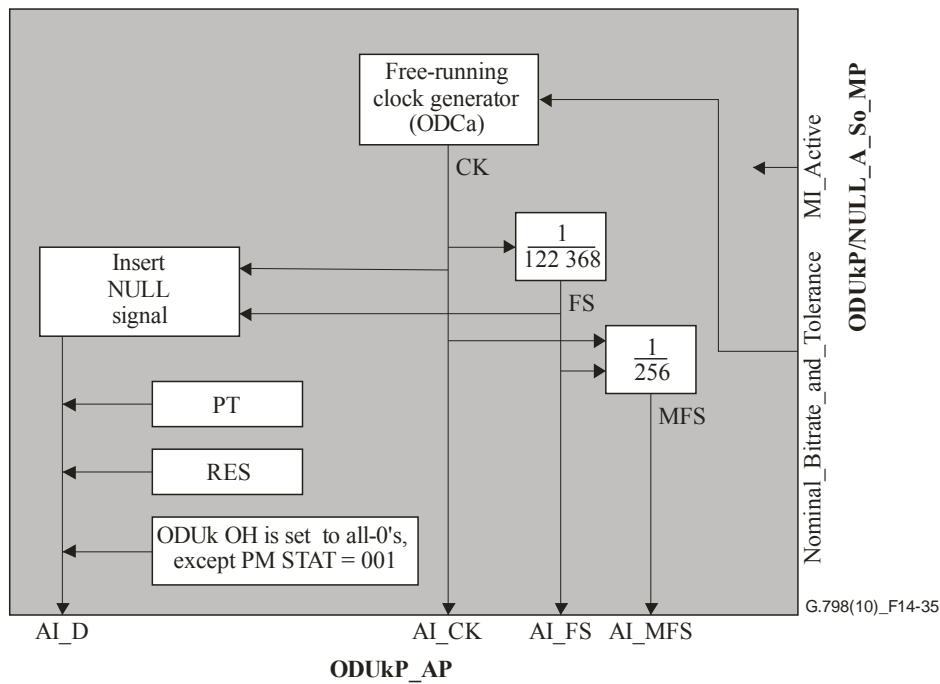 Free-running
clock generator
(ODCa)
CK
1
122 368
Insert
NULL
signal
FS
1
256
MFS
PT
RES
ODUk OH is set to all-0's,
except PM STAT = 001
MI_Active
Nominal_Bitrate_and_Tolerance
ODUkP/NULL_A_So_MP
G.798(10)_F14-35
AI_D
AI_CK
AI_FS
AI_MFS
ODUkP_AP